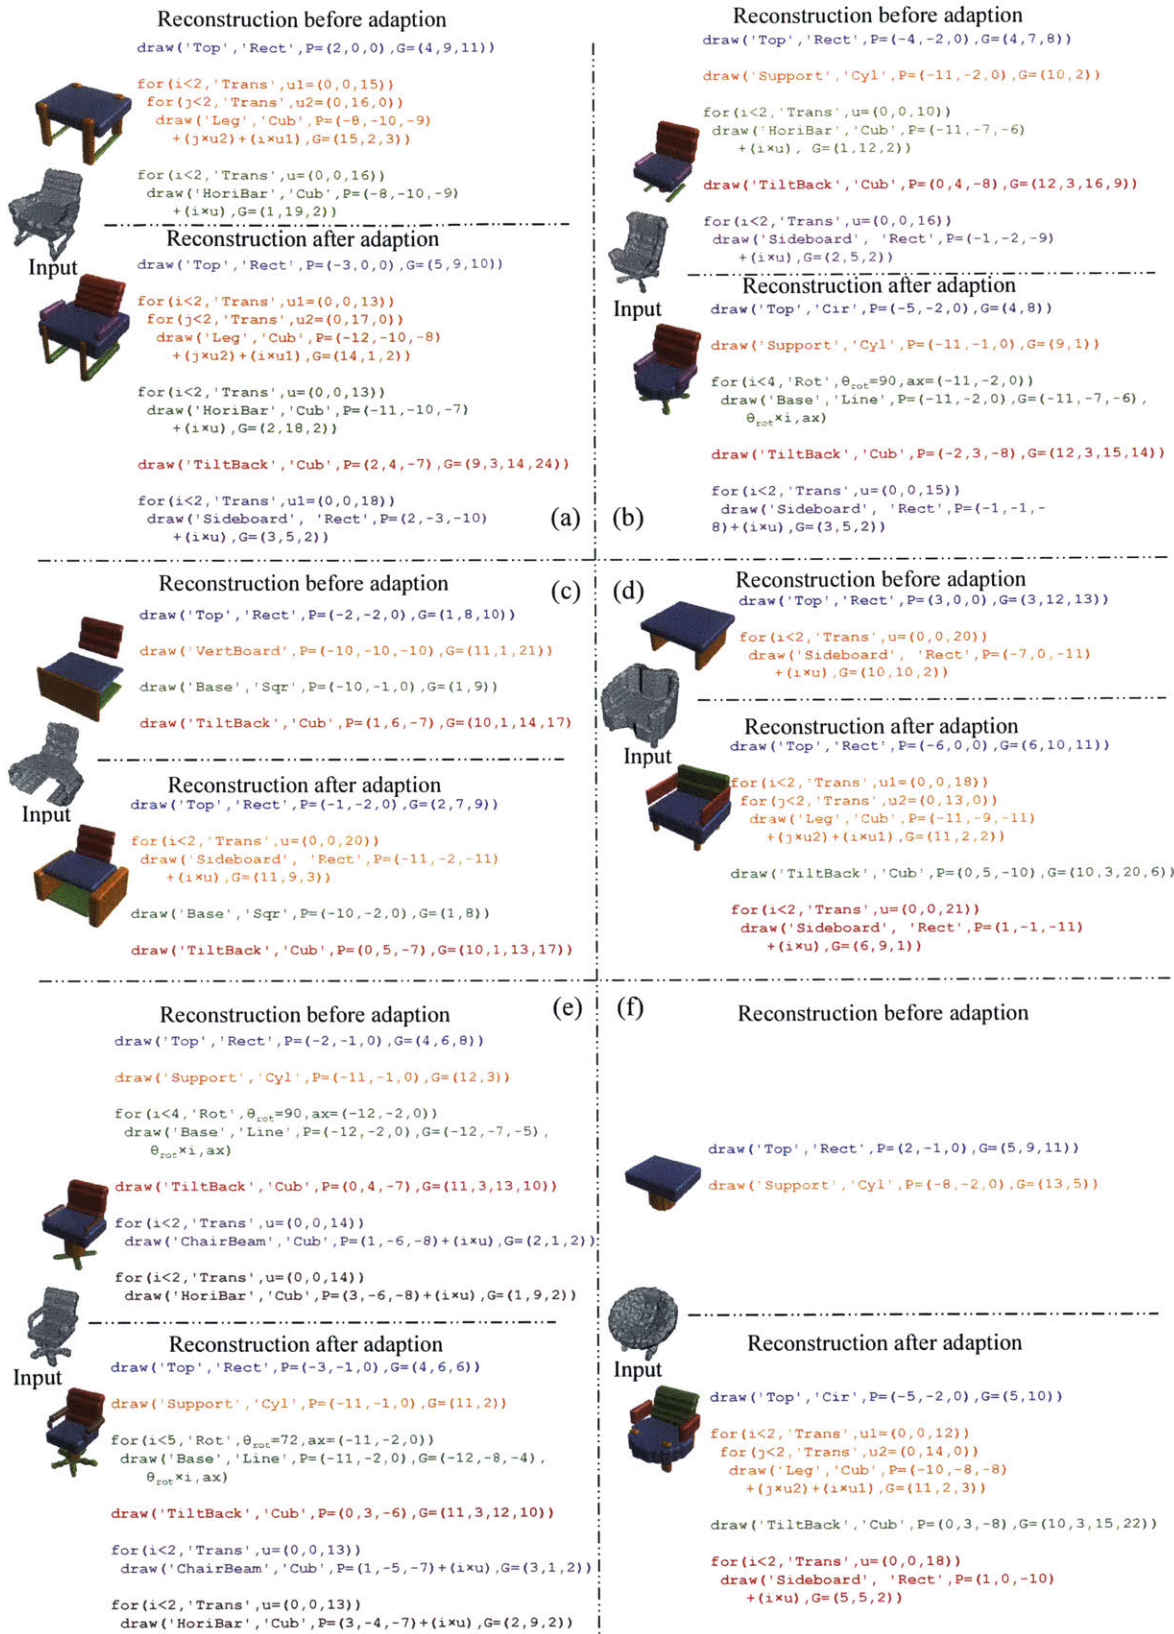 Reconstruction before adaption
draw('Top','Rect',P=(2,0,0),G=(4,9,11))
for(i<2,'Trans',u1=(0,0,15))
for(j<2,'Trans',u2=(0,16,0))
draw('Leg','Cub',P=(-8,-10,-9)
+(j×u2)+(i×u1),G=(15,2,3))
for(i<2,'Trans',u=(0,0,16))
draw('HoriBar','Cub',P=(-8,-10,-9)
+(i×u),G=(1,19,2))
Input
Reconstruction after adaption
draw('Top','Rect',P=(-3,0,0),G=(5,9,10))
for(i<2,'Trans',u1=(0,0,13))
for(j<2,'Trans',u2=(0,17,0))
draw('Leg','Cub',P=(-12,-10,-8)
+(j×u2)+(i×u1),G=(14,1,2))
for(i<2,'Trans',u=(0,0,13))
draw('HoriBar','Cub',P=(-11,-10,-7)
+(i×u),G=(2,18,2))
draw('TiltBack','Cub',P=(2,4,-7),G=(9,3,14,24))
for(i<2,'Trans',u1=(0,0,18))
draw('Sideboard', 'Rect',P=(2,-3,-10)
+(i×u),G=(3,5,2))
(a)
Reconstruction before adaption
draw('Top','Rect',P=(-4,-2,0),G=(4,7,8))
draw('Support','Cyl',P=(-11,-2,0),G=(10,2))
for(i<2,'Trans',u=(0,0,10))
draw('HoriBar','Cub',P=(-11,-7,-6)
+(i×u), G=(1,12,2))
draw('TiltBack','Cub',P=(0,4,-8),G=(12,3,16,9))
for(i<2,'Trans',u=(0,0,16))
draw('Sideboard', 'Rect',P=(-1,-2,-9)
+(i×u),G=(2,5,2))
Input
Reconstruction after adaption
draw('Top','Cir',P=(-5,-2,0),G=(4,8))
draw('Support','Cyl',P=(-11,-1,0),G=(9,1))
for(i<4,'Rot',θrot=90,ax=(-11,-2,0))
draw('Base','Line',P=(-11,-2,0),G=(-11,-7,-6),
θrot×i,ax)
draw('TiltBack','Cub',P=(-2,3,-8),G=(12,3,15,14))
for(i<2,'Trans',u=(0,0,15))
draw('Sideboard', 'Rect',P=(-1,-1,-
8)+(i×u),G=(3,5,2))
(b)
(c)
Reconstruction before adaption
draw('Top','Rect',P=(-2,-2,0),G=(1,8,10))
draw('VertBoard',P=(-10,-10,-10),G=(11,1,21))
draw('Base','Sqr',P=(-10,-1,0),G=(1,9))
draw('TiltBack','Cub',P=(1,6,-7),G=(10,1,14,17)
Input
Reconstruction after adaption
draw('Top','Rect',P=(-1,-2,0),G=(2,7,9))
for(i<2,'Trans',u=(0,0,20))
draw('Sideboard', 'Rect',P=(-11,-2,-11)
+(i×u),G=(11,9,3))
draw('Base','Sqr',P=(-10,-2,0),G=(1,8))
draw('TiltBack','Cub',P=(0,5,-7),G=(10,1,13,17))
(d)
Reconstruction before adaption
draw('Top','Rect',P=(3,0,0),G=(3,12,13))
for(i<2,'Trans',u=(0,0,20))
draw('Sideboard', 'Rect',P=(-7,0,-11)
+(i×u),G=(10,10,2))
Input
Reconstruction after adaption
draw('Top','Rect',P=(-6,0,0),G=(6,10,11))
for(i<2,'Trans',u1=(0,0,18))
for(j<2,'Trans',u2=(0,13,0))
draw('Leg','Cub',P=(-11,-9,-11)
+(j×u2)+(i×u1),G=(11,2,2))
draw('TiltBack','Cub',P=(0,5,-10),G=(10,3,20,6))
for(i<2,'Trans',u=(0,0,21))
draw('Sideboard', 'Rect',P=(1,-1,-11)
+(i×u),G=(6,9,1))
(e)
Reconstruction before adaption
draw('Top','Rect',P=(-2,-1,0),G=(4,6,8))
draw('Support','Cyl',P=(-11,-1,0),G=(12,3))
for(i<4,'Rot',θrot=90,ax=(-12,-2,0))
draw('Base','Line',P=(-12,-2,0),G=(-12,-7,-5),
θrot×i,ax)
draw('TiltBack','Cub',P=(0,4,-7),G=(11,3,13,10))
for(i<2,'Trans',u=(0,0,14))
draw('ChairBeam','Cub',P=(1,-6,-8)+(i×u),G=(2,1,2))
for(i<2,'Trans',u=(0,0,14))
draw('HoriBar','Cub',P=(3,-6,-8)+(i×u),G=(1,9,2))
Input
Reconstruction after adaption
draw('Top','Rect',P=(-3,-1,0),G=(4,6,6))
draw('Support','Cyl',P=(-11,-1,0),G=(11,2))
for(i<5,'Rot',θrot=72,ax=(-11,-2,0))
draw('Base','Line',P=(-11,-2,0),G=(-12,-8,-4),
θrot×i,ax)
draw('TiltBack','Cub',P=(0,3,-6),G=(11,3,12,10))
for(i<2,'Trans',u=(0,0,13))
draw('ChairBeam','Cub',P=(1,-5,-7)+(i×u),G=(3,1,2))
for(i<2,'Trans',u=(0,0,13))
draw('HoriBar','Cub',P=(3,-4,-7)+(i×u),G=(2,9,2))
(f)
Reconstruction before adaption
draw('Top','Rect',P=(2,-1,0),G=(5,9,11))
draw('Support','Cyl',P=(-8,-2,0),G=(13,5))
Input
Reconstruction after adaption
draw('Top','Cir',P=(-5,-2,0),G=(5,10))
for(i<2,'Trans',u1=(0,0,12))
for(j<2,'Trans',u2=(0,14,0))
draw('Leg','Cub',P=(-10,-8,-8)
+(j×u2)+(i×u1),G=(11,2,3))
draw('TiltBack','Cub',P=(0,3,-8),G=(10,3,15,22))
for(i<2,'Trans',u=(0,0,18))
draw('Sideboard', 'Rect',P=(1,0,-10)
+(i×u),G=(5,5,2))